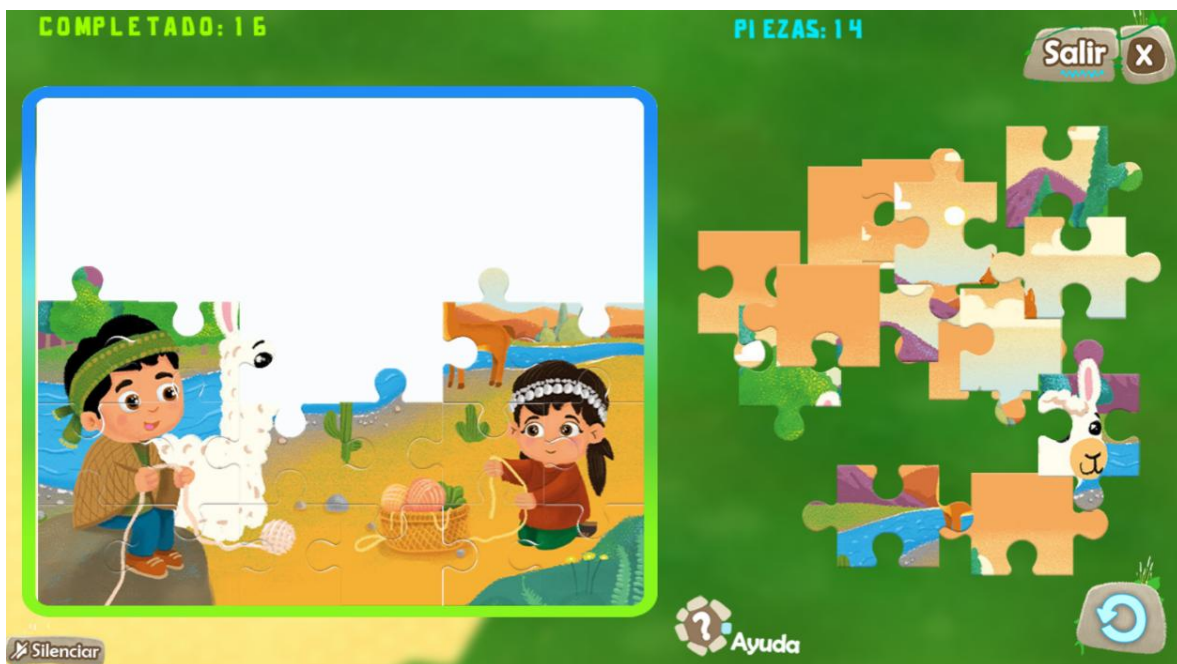 COMPLETADO: 16
PIEZAS: 14
Salir X
? Ayuda
Silenciar